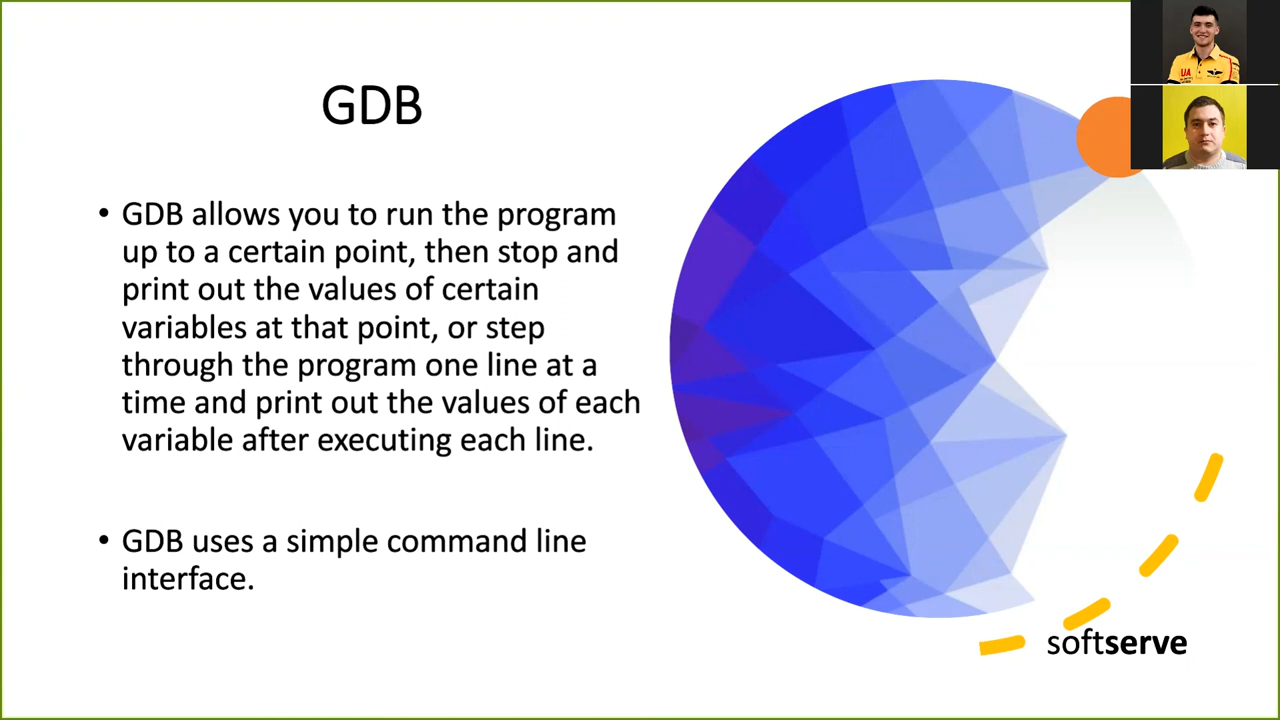 GDB
• GDB allows you to run the program
up to a certain point, then stop and
print out the values of certain
variables at that point, or step
through the program one line at a
time and print out the values of each
variable after executing each line.
• GDB uses a simple command line
interface.
softserve
UA